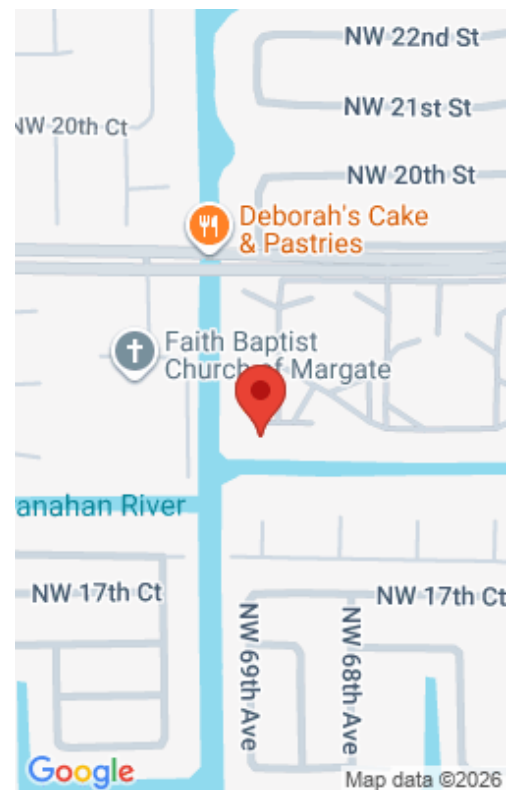 NW 22nd St
NW 21st St
NW 20th Ct
NW 20th St
Deborah's Cake
& Pastries
Faith Baptist
Church of Margate
anahan River
NW 17th Ct
NW 17th Ct
NW 69th Ave
NW 68th Ave
Google
Map data ©2026